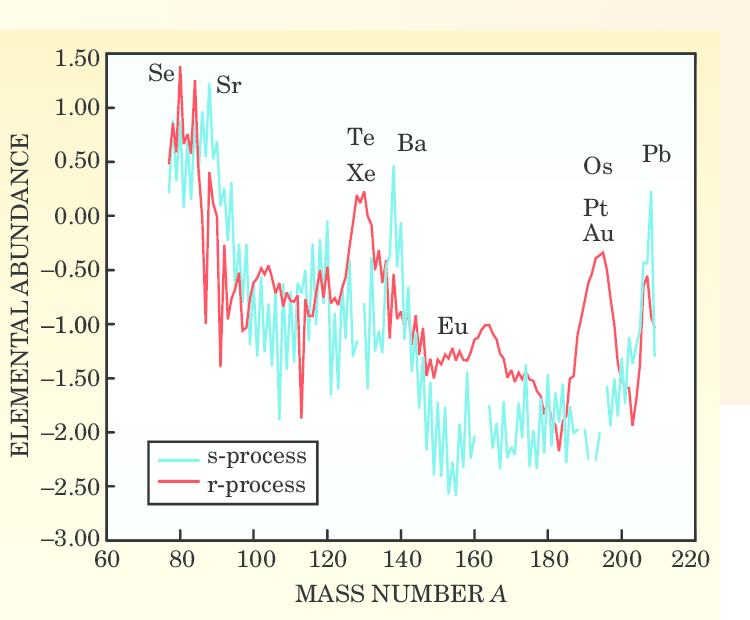 1.50
1.00
0.50
0.00
–0.50
–1.00
–1.50
–2.00
–2.50
–3.00
ELEMENTAL ABUNDANCE
Se
Sr
Te
Xe
Ba
Eu
Os
Pt
Au
Pb
s-process
r-process
60 80 100 120 140 160 180 200 220
MASS NUMBER A